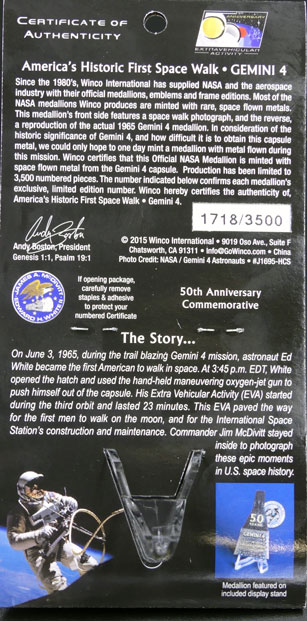 CERTIFICATE OF
AUTHENTICITY
ANNIVERSARY
EXTRAVEHICULAR
ACTIVITY
America's Historic First Space Walk • GEMINI 4
Since the 1980's, Winco International has supplied NASA and the aerospace
industry with their official medallions, emblems and frame editions. Most of the
NASA medallions Winco produces are minted with rare, space flown metals.
This medallion's front side features a space walk photograph, and the reverse,
a reproduction of the actual 1965 Gemini 4 medallion. In consideration of the
historic significance of Gemini 4, and how difficult it is to obtain this capsule
metal, we could only hope to one day mint a medallion with metal flown during
this mission. Winco certifies that this Official NASA Medallion is minted with
space flown metal from the Gemini 4 capsule. Production has been limited to
3,500 numbered pieces. The number indicated below confirms each medallion's
exclusive, limited edition number. Winco hereby certifies the authenticity of,
America's Historic First Space Walk • Gemini 4.
1718/3500
Andy Boston, President
Genesis 1:1, Psalm 19:1
© 2015 Winco International • 9019 Oso Ave., Suite F
Chatsworth, CA 91311 • Info@GoWinco.com • China
Photo Credit: NASA / Gemini 4 Astronauts • #J1695-HCS
JAMES A. MCDIVITT
EDWARD H. WHITE
If opening package,
carefully remove
staples & adhesive
to protect your
numbered Certificate
50th Anniversary
Commemorative
The Story...
On June 3, 1965, during the trail blazing Gemini 4 mission, astronaut Ed
White became the first American to walk in space. At 3:45 p.m. EDT, White
opened the hatch and used the hand-held maneuvering oxygen-jet gun to
push himself out of the capsule. His Extra Vehicular Activity (EVA) started
during the third orbit and lasted 23 minutes. This EVA paved the way
for the first men to walk on the moon, and for the International Space
Station's construction and maintenance. Commander Jim McDivitt stayed
inside to photograph
these epic moments
in U.S. space history.
50
GEMINI 4
Medallion featured on
included display stand